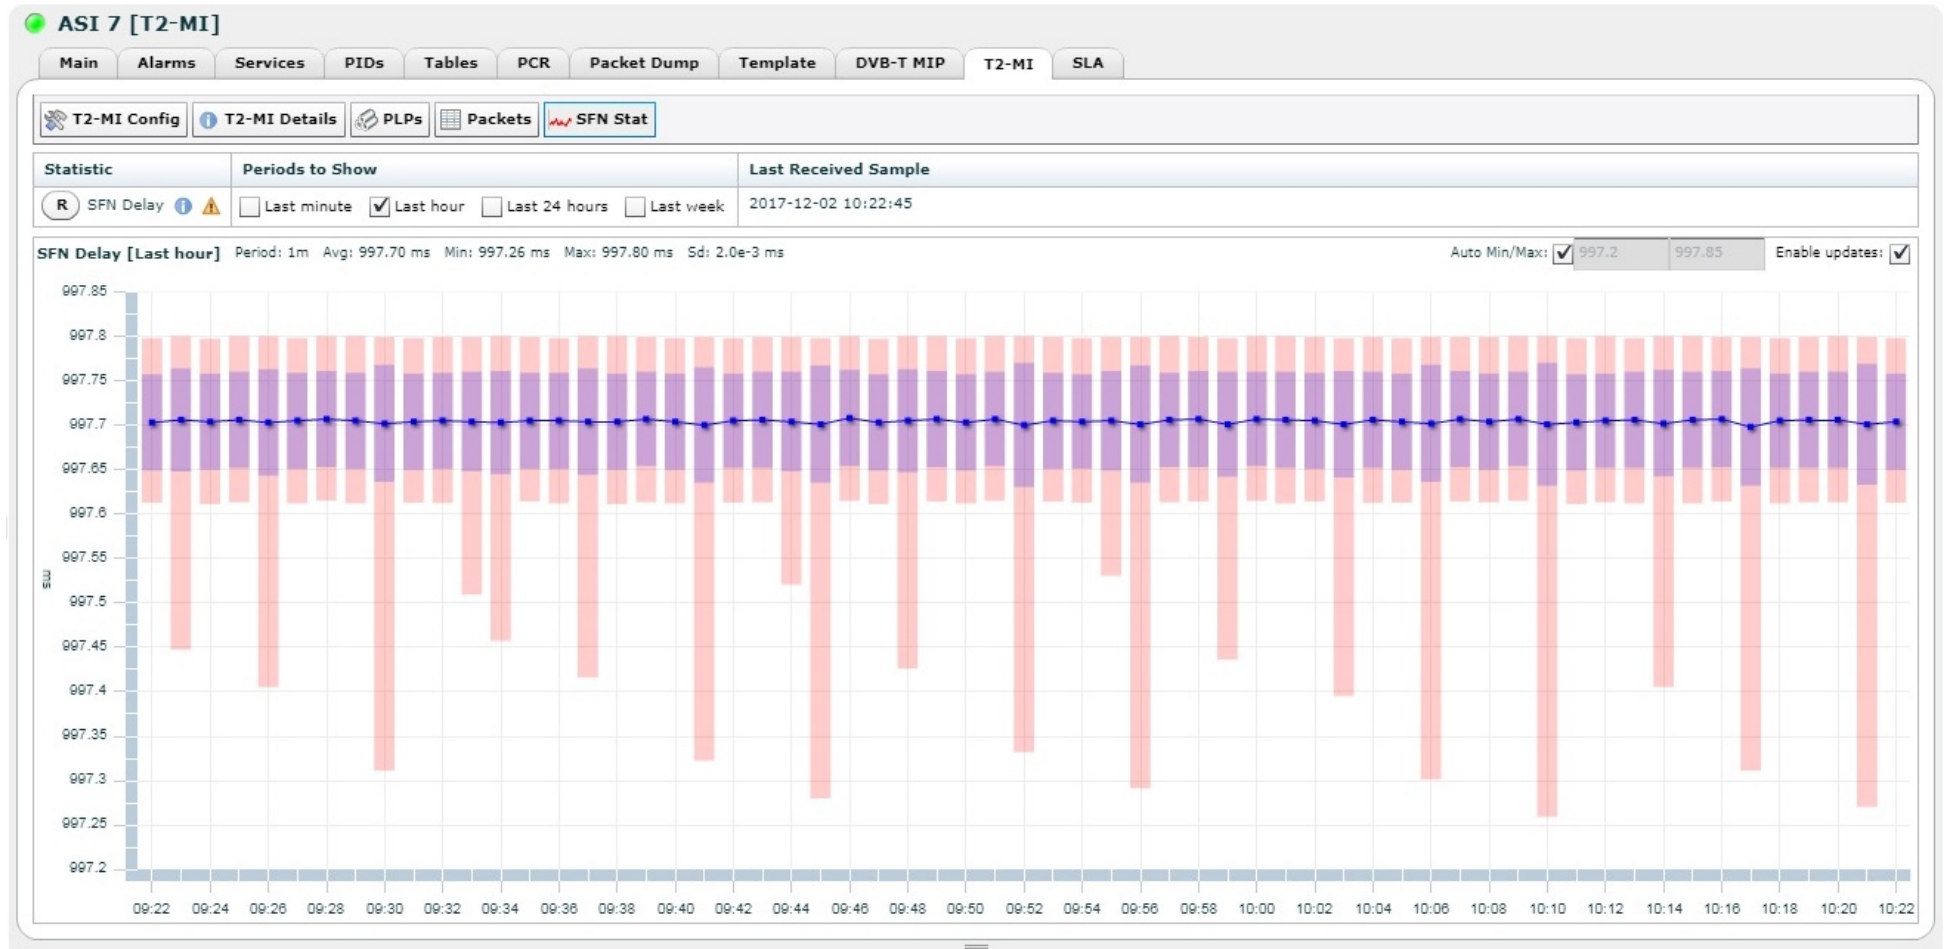 ASI 7 [T2-MI]
Main Alarms Services PIDs Tables PCR Packet Dump Template DVB-T MIP T2-MI SLA
T2-MI Config T2-MI Details PLPs Packets SFN Stat
Statistic Periods to Show Last Received Sample
R SFN Delay Last minute Last hour Last 24 hours Last week 2017-12-02 10:22:45
SFN Delay [Last hour] Period: 1m Avg: 997.70 ms Min: 997.26 ms Max: 997.80 ms Sd: 2.0e-3 ms Auto Min/Max: 997.2 997.85 Enable updates:
997.85
997.8
997.75
997.7
997.65
997.6
997.55
ms
997.5
997.45
997.4
997.35
997.3
997.25
997.2
09:22 09:24 09:26 09:28 09:30 09:32 09:34 09:36 09:38 09:40 09:42 09:44 09:46 09:48 09:50 09:52 09:54 09:56 09:58 10:00 10:02 10:04 10:06 10:08 10:10 10:12 10:14 10:16 10:18 10:20 10:22